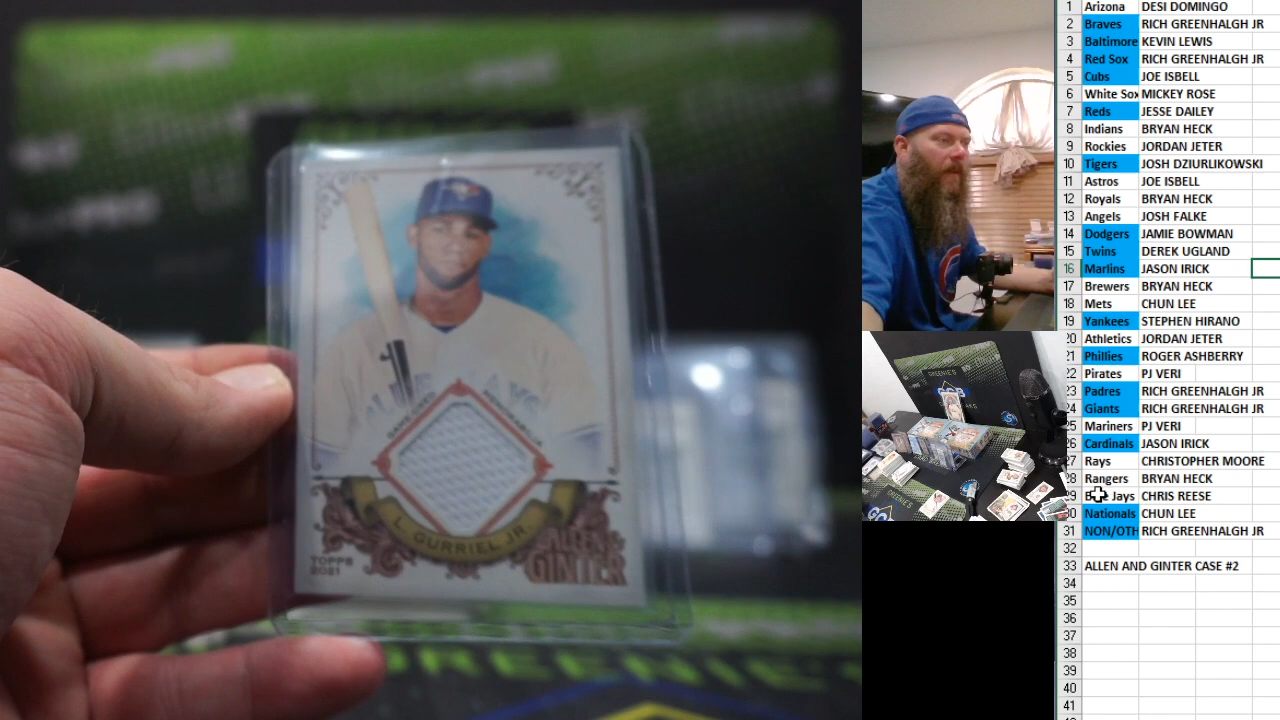 GURRIEL JR
ALLEN
GINTER
TOPPS
2021
GREENIE'S
1 Arizona DESI DOMINGO
2 Braves RICH GREENHALGH JR
3 Baltimore KEVIN LEWIS
4 Red Sox RICH GREENHALGH JR
5 Cubs JOE ISBELL
6 White Sox MICKEY ROSE
7 Reds JESSE DAILEY
8 Indians BRYAN HECK
9 Rockies JORDAN JETER
10 Tigers JOSH DZIURLIKOWSKI
11 Astros JOE ISBELL
12 Royals BRYAN HECK
13 Angels JOSH FALKE
14 Dodgers JAMIE BOWMAN
15 Twins DEREK UGLAND
16 Marlins JASON IRICK
17 Brewers BRYAN HECK
18 Mets CHUN LEE
19 Yankees STEPHEN HIRANO
20 Athletics JORDAN JETER
21 Phillies ROGER ASHBERRY
22 Pirates PJ VERI
23 Padres RICH GREENHALGH JR
24 Giants RICH GREENHALGH JR
25 Mariners PJ VERI
26 Cardinals JASON IRICK
27 Rays CHRISTOPHER MOORE
28 Rangers BRYAN HECK
29 Jays CHRIS REESE
30 Nationals CHUN LEE
31 NON/OTH RICH GREENHALGH JR
32
33 ALLEN AND GINTER CASE #2
34
35
36
37
38
39
40
41